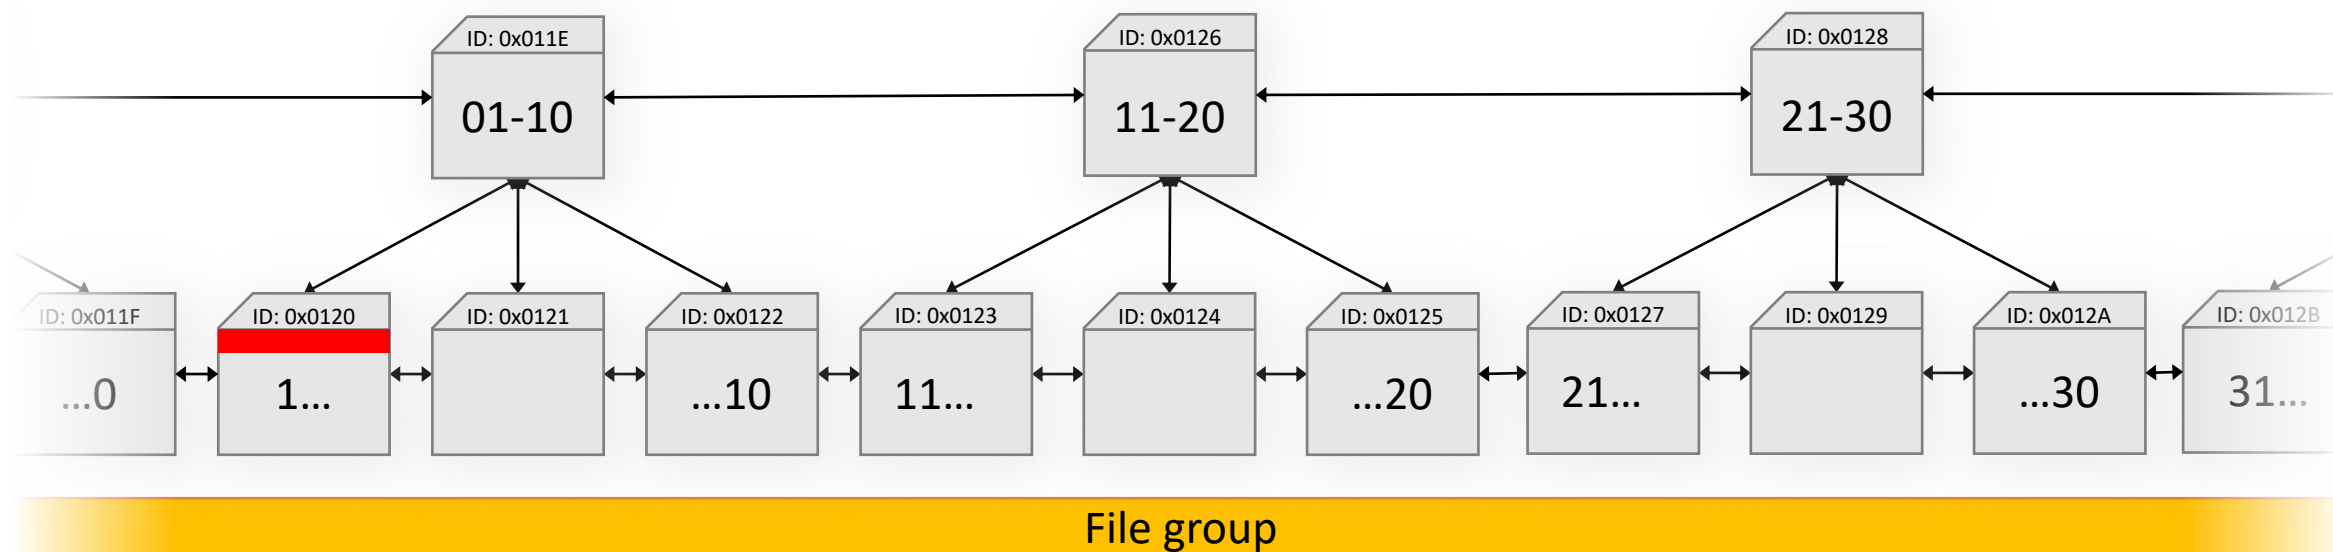 ID: 0x011E
01-10
ID: 0x0126
11-20
ID: 0x0128
21-30
ID: 0x011F
...0
ID: 0x0120
1...
ID: 0x0121
ID: 0x0122
...10
ID: 0x0123
11...
ID: 0x0124
ID: 0x0125
...20
ID: 0x0127
21...
ID: 0x0129
ID: 0x012A
...30
ID: 0x012B
31...
File group